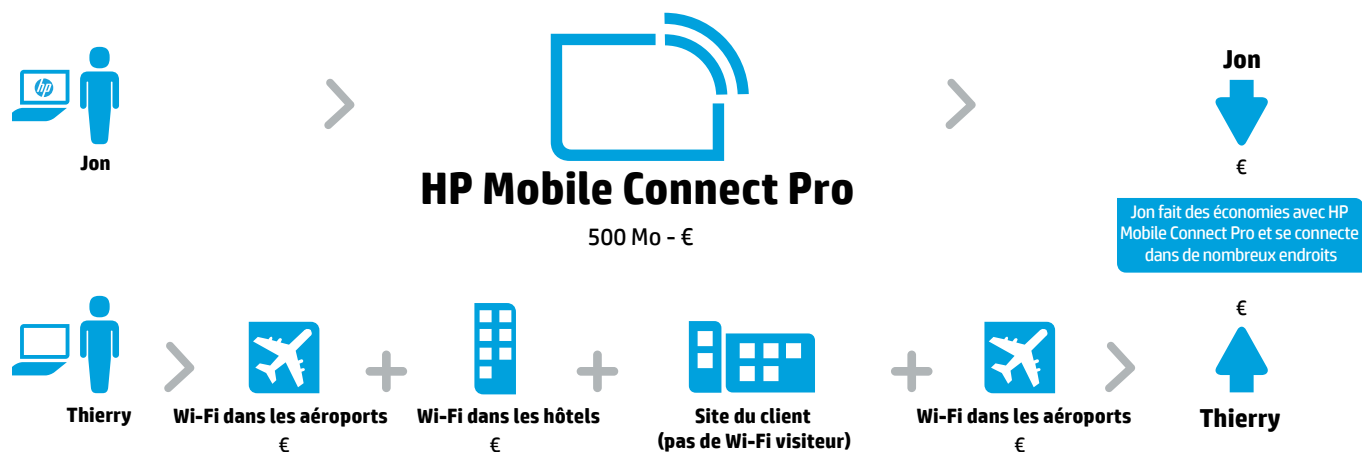 hp
Jon
HP Mobile Connect Pro
500 Mo - €
Jon
€
Jon fait des économies avec HP
Mobile Connect Pro et se connecte
dans de nombreux endroits
€
Thierry
Thierry
Wi-Fi dans les aéroports
€
Wi-Fi dans les hôtels
€
Site du client
(pas de Wi-Fi visiteur)
Wi-Fi dans les aéroports
€